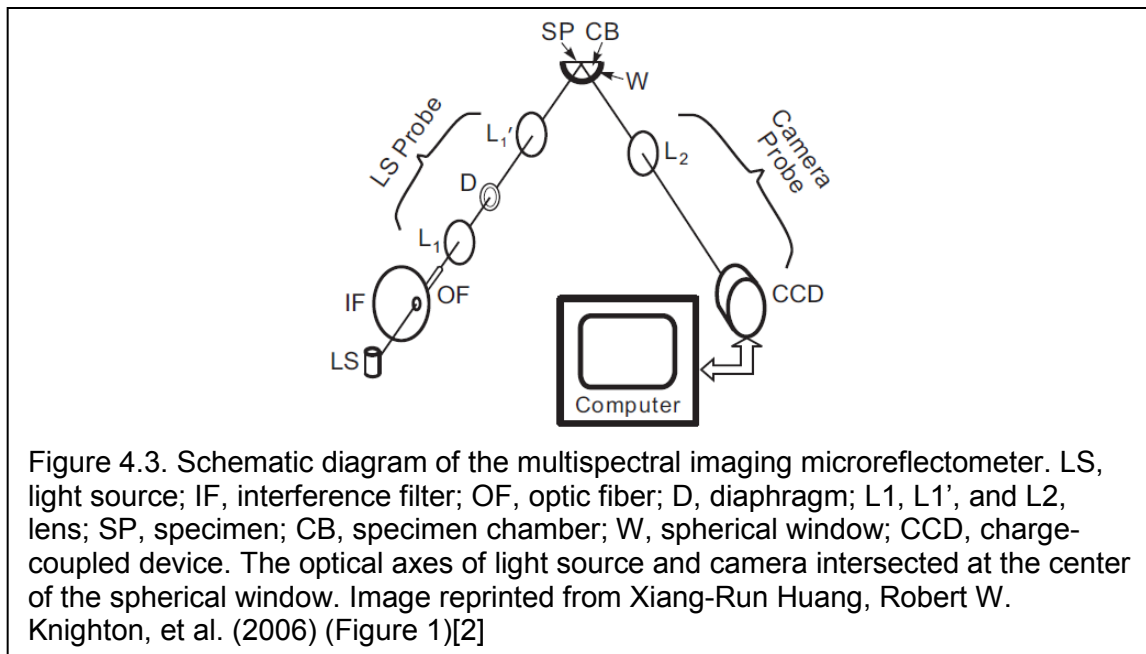 SP CB
W
LS Probe
L1'
D
L1
L2
Camera
Probe
IF
OF
LS
CCD
Computer
Figure 4.3. Schematic diagram of the multispectral imaging microreflectometer. LS,
light source; IF, interference filter; OF, optic fiber; D, diaphragm; L1, L1’, and L2,
lens; SP, specimen; CB, specimen chamber; W, spherical window; CCD, charge-
coupled device. The optical axes of light source and camera intersected at the center
of the spherical window. Image reprinted from Xiang-Run Huang, Robert W.
Knighton, et al. (2006) (Figure 1)[2]